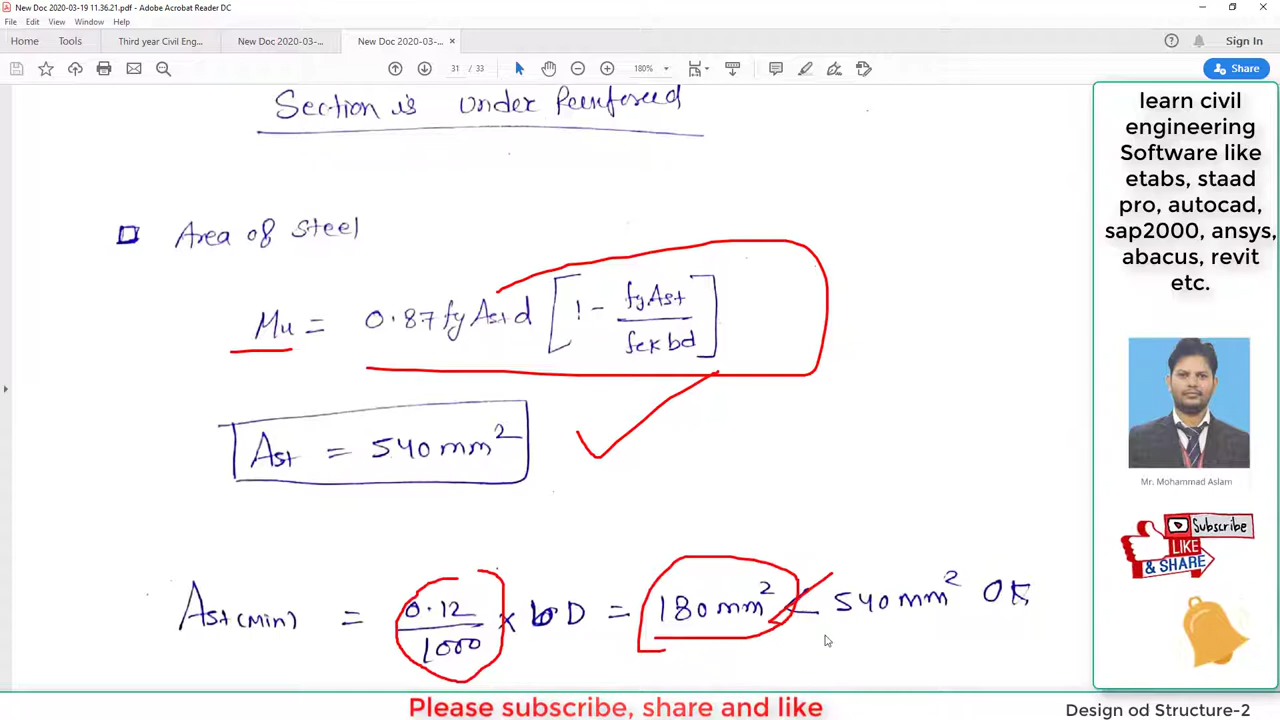 New Doc 2020-03-19 11.36.21.pdf - Adobe Acrobat Reader DC
File Edit View Window Help
Home Tools Third year Civil Eng... New Doc 2020-03-... New Doc 2020-03-... × Sign In
31 / 33 180% Share
Section is Under Reinforced
Area of Steel
Mu = 0.87 fy Ast d [1 - fy Ast / fck bd]
Ast = 540 mm²
Ast (Min) = 0.12 / 1000 × b D = 180 mm² < 540 mm² OK
learn civil
engineering
Software like
etabs, staad
pro, autocad,
sap2000, ansys,
abacus, revit
etc.
Mr. Mohammad Aslam
Subscribe
LIKE
& SHARE
Please subscribe, share and like
Design od Structure-2